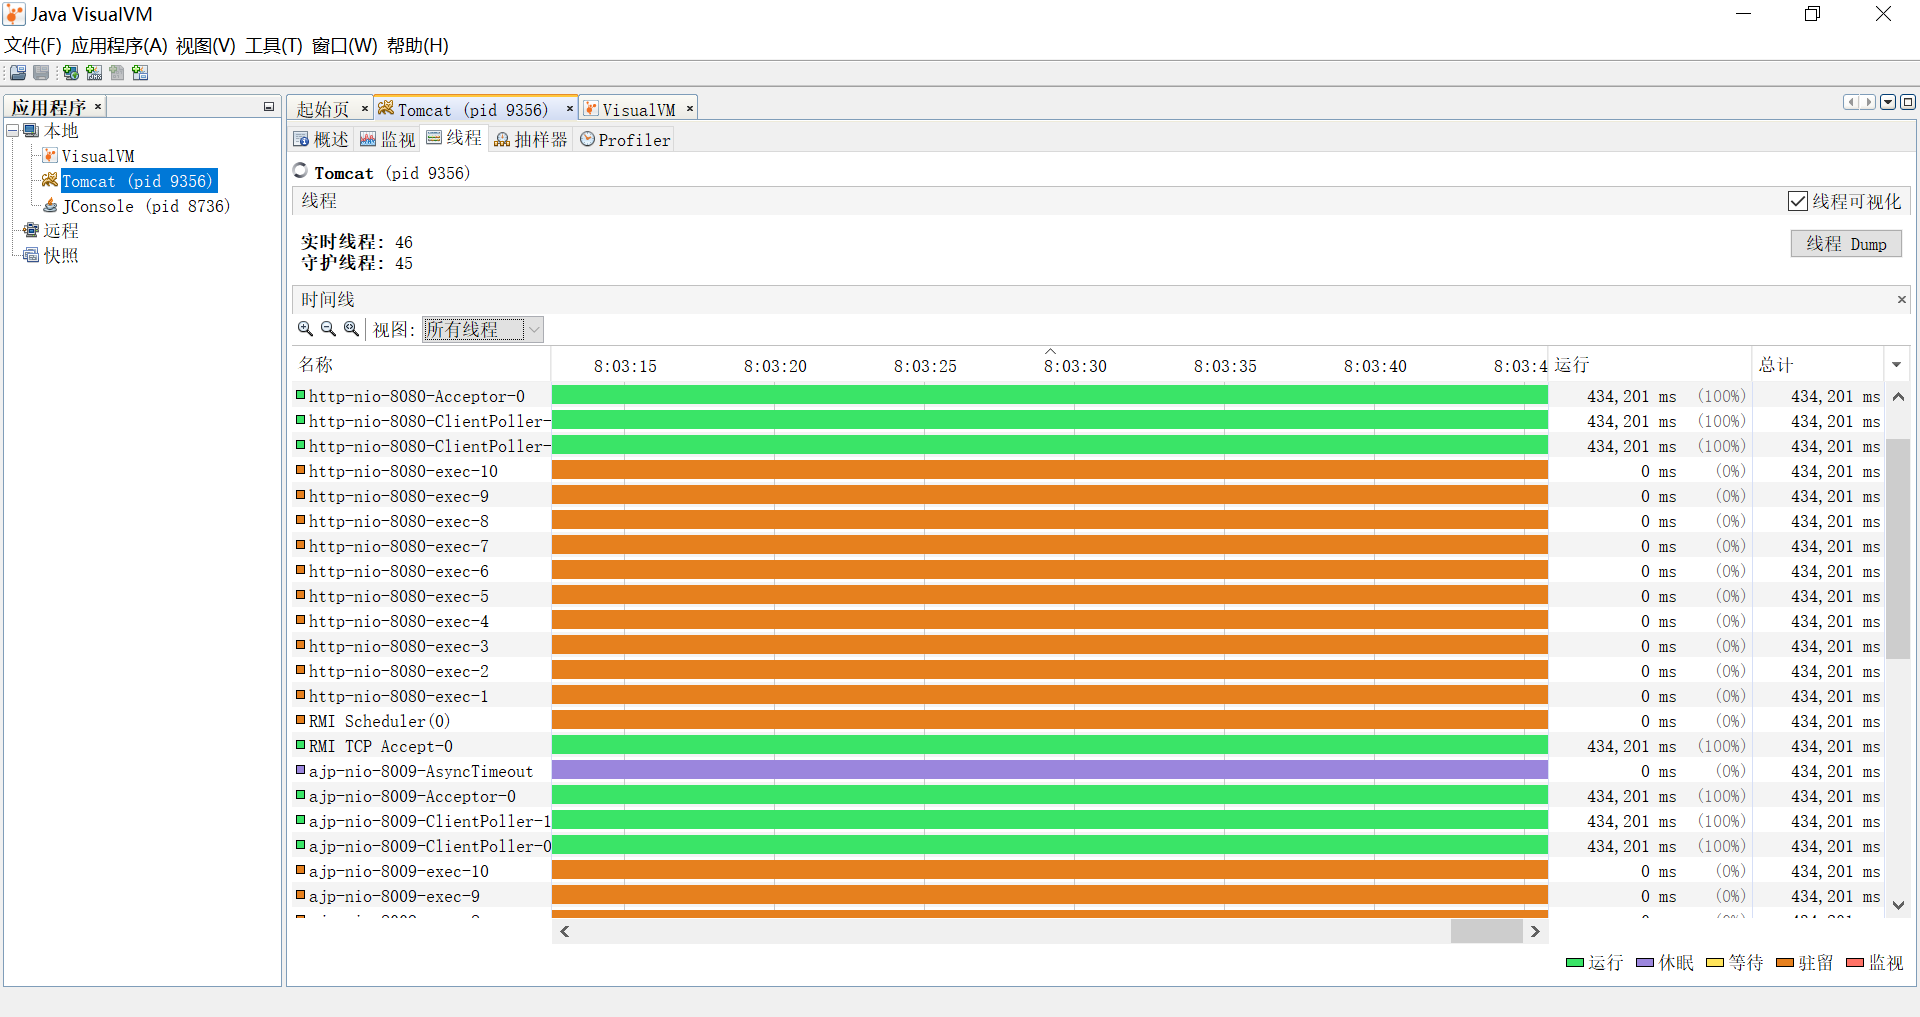 Java VisualVM
文件(F) 应用程序(A) 视图(V) 工具(T) 窗口(W) 帮助(H)
应用程序 ×
本地
VisualVM
Tomcat (pid 9356)
JConsole (pid 8736)
远程
快照
起始页 × Tomcat (pid 9356) × VisualVM ×
概述 监视 线程 抽样器 Profiler
Tomcat (pid 9356)
线程 线程可视化
实时线程: 46
守护线程: 45
线程 Dump
时间线
视图: 所有线程
名称 8:03:15 8:03:20 8:03:25 8:03:30 8:03:35 8:03:40 8:03:4 运行 总计
http-nio-8080-Acceptor-0 434,201 ms (100%) 434,201 ms
http-nio-8080-ClientPoller- 434,201 ms (100%) 434,201 ms
http-nio-8080-ClientPoller- 434,201 ms (100%) 434,201 ms
http-nio-8080-exec-10 0 ms (0%) 434,201 ms
http-nio-8080-exec-9 0 ms (0%) 434,201 ms
http-nio-8080-exec-8 0 ms (0%) 434,201 ms
http-nio-8080-exec-7 0 ms (0%) 434,201 ms
http-nio-8080-exec-6 0 ms (0%) 434,201 ms
http-nio-8080-exec-5 0 ms (0%) 434,201 ms
http-nio-8080-exec-4 0 ms (0%) 434,201 ms
http-nio-8080-exec-3 0 ms (0%) 434,201 ms
http-nio-8080-exec-2 0 ms (0%) 434,201 ms
http-nio-8080-exec-1 0 ms (0%) 434,201 ms
RMI Scheduler(0) 0 ms (0%) 434,201 ms
RMI TCP Accept-0 434,201 ms (100%) 434,201 ms
ajp-nio-8009-AsyncTimeout 0 ms (0%) 434,201 ms
ajp-nio-8009-Acceptor-0 434,201 ms (100%) 434,201 ms
ajp-nio-8009-ClientPoller-1 434,201 ms (100%) 434,201 ms
ajp-nio-8009-ClientPoller-0 434,201 ms (100%) 434,201 ms
ajp-nio-8009-exec-10 0 ms (0%) 434,201 ms
ajp-nio-8009-exec-9 0 ms (0%) 434,201 ms
运行 休眠 等待 驻留 监视